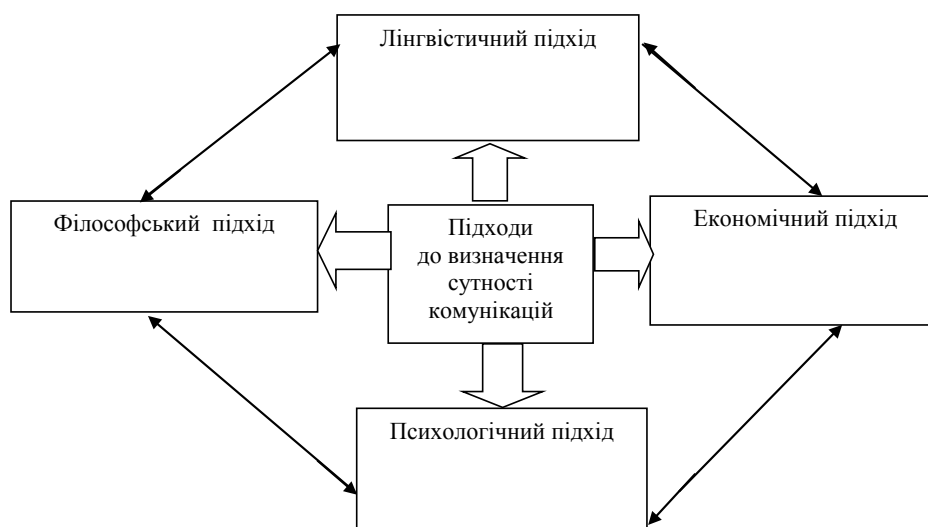 Лінгвістичний підхід
Філософський підхід
Підходи
до визначення
сутності
комунікацій
Економічний підхід
Психологічний підхід